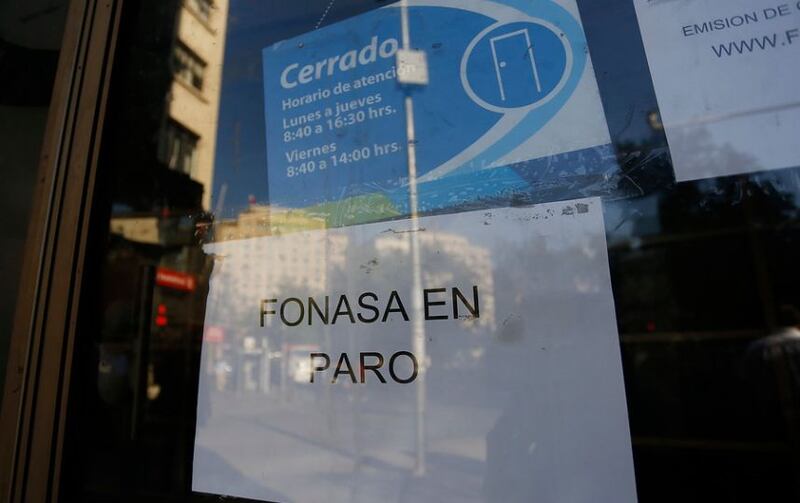 Cerrado
Horario de atención
Lunes a jueves
8:40 a 16:30 hrs.
Viernes
8:40 a 14:00 hrs.
EMISION DE
WWW.F
FONASA EN
PARO